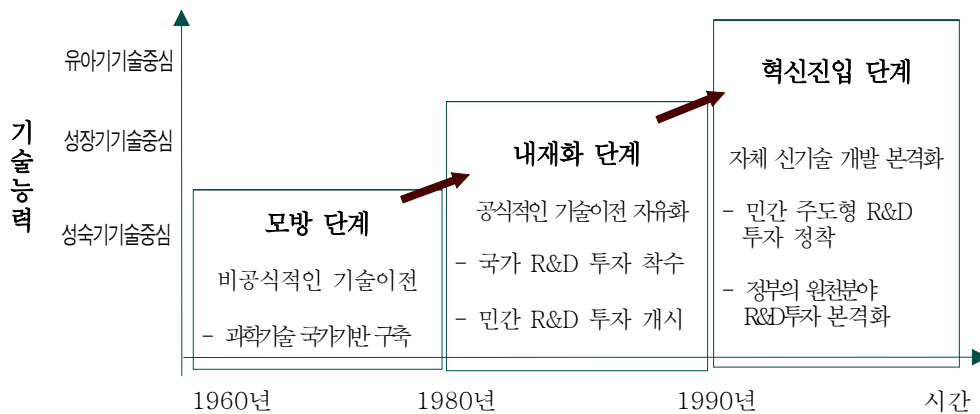 기술능력
유아기기술중심
성장기기술중심
성숙기기술중심
모방 단계
비공식적인 기술이전
- 과학기술 국가기반 구축
내재화 단계
공식적인 기술이전 자유화
- 국가 R&D 투자 착수
- 민간 R&D 투자 개시
혁신진입 단계
자체 신기술 개발 본격화
- 민간 주도형 R&D
투자 정착
- 정부의 원천분야
R&D투자 본격화
1960년
1980년
1990년
시간